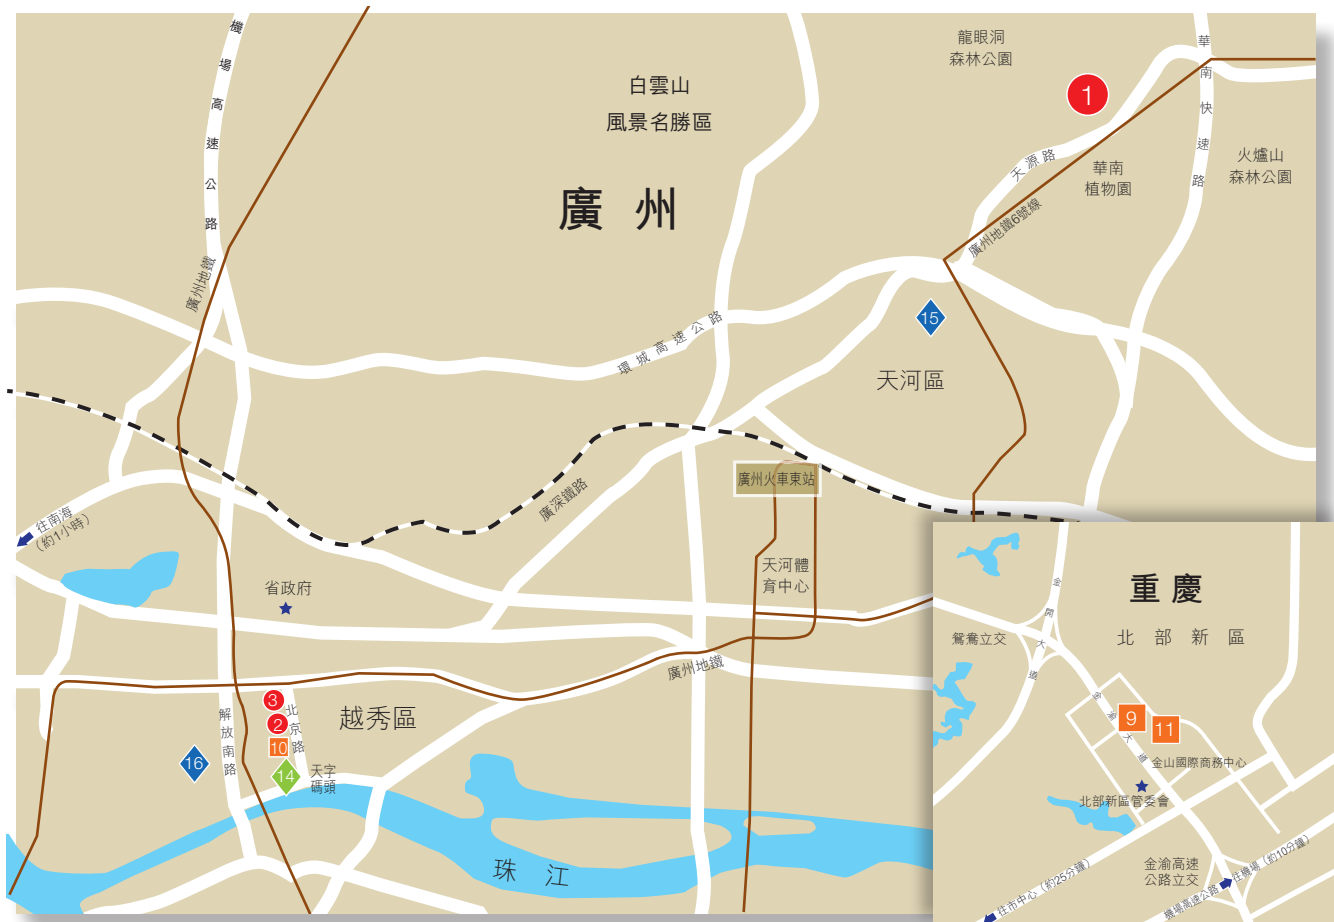 機場高速公路
白雲山
風景名勝區
廣州
龍眼洞
森林公園
1
華南快速路
天源路
華南
植物園
火爐山
森林公園
廣州地鐵6號線
廣州地鐵
15
環城高速公路
天河區
廣州火車東站
廣深鐵路
往南海
(約1小時)
省政府
天河體
育中心
廣州地鐵
3
2
10
14
16
北京路
越秀區
解放南路
天字
碼頭
珠江
重慶
北部新區
金開大道
鴛鴦立交
金渝大道
9
11
金山國際商務中心
北部新區管委會
金渝高速
公路立交
往市中心(約25分鐘)
機場高速公路
往機場(約10分鐘)